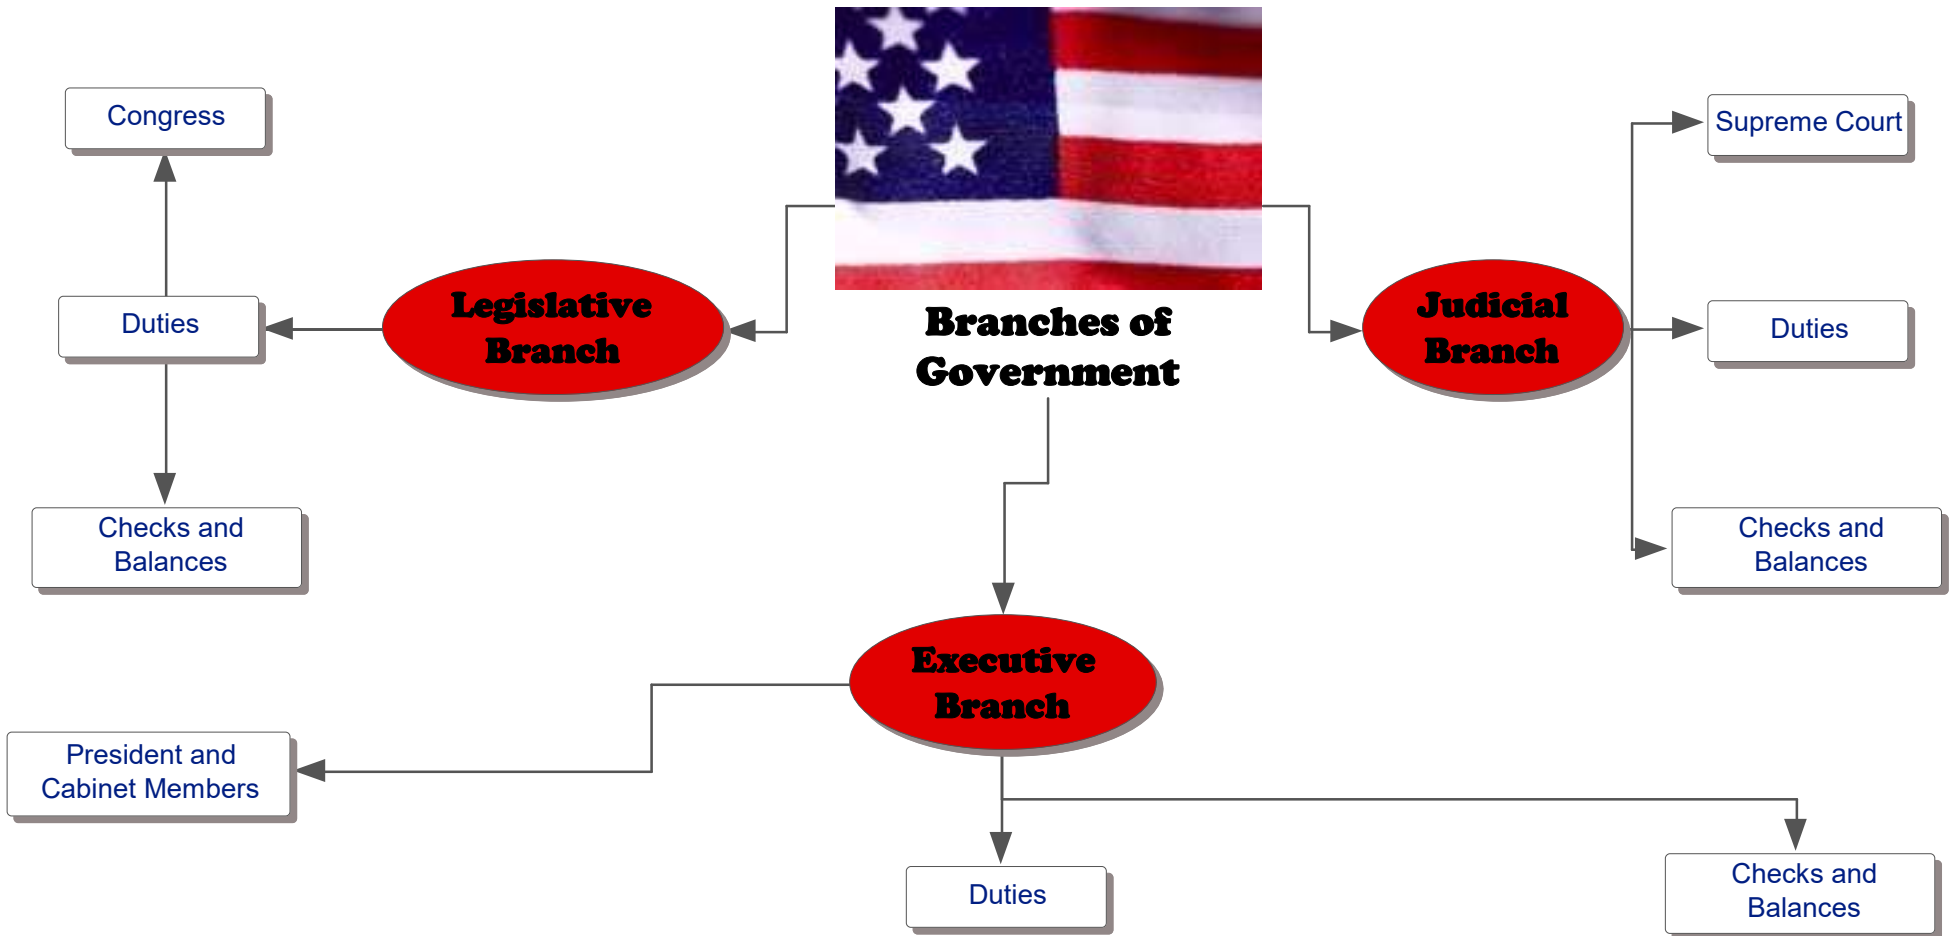 Congress
Supreme Court
Legislative
Branch
Duties
Branches of
Government
Judicial
Branch
Duties
Checks and
Balances
Checks and
Balances
Executive
Branch
President and
Cabinet Members
Duties
Checks and
Balances